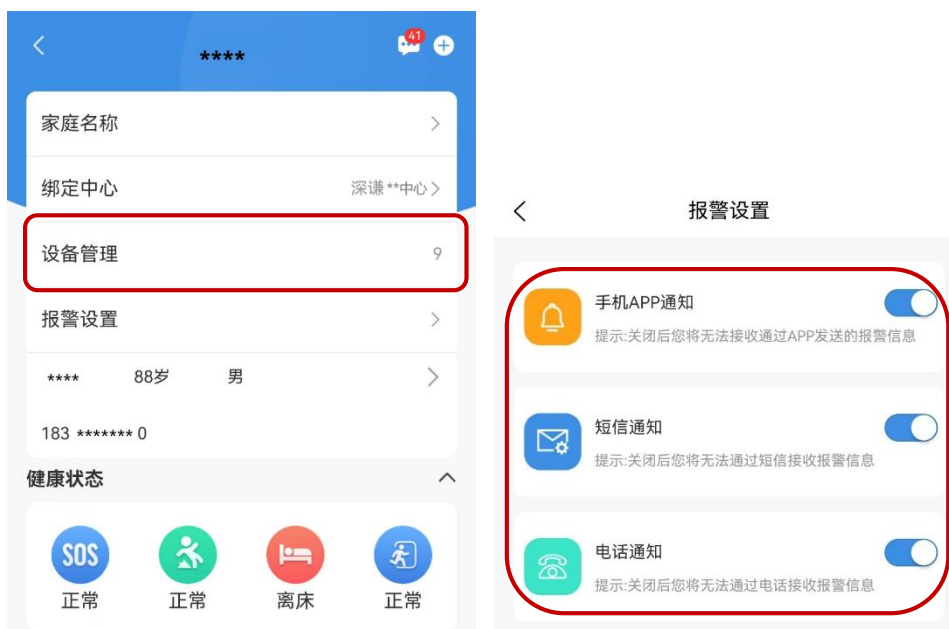 ****
41
家庭名称
绑定中心 深谦**中心
设备管理 9
报警设置
**** 88岁 男
183 ******* 0
健康状态
SOS
正常 正常 离床 正常
报警设置
手机APP通知
提示:关闭后您将无法接收通过APP发送的报警信息
短信通知
提示:关闭后您将无法通过短信接收报警信息
电话通知
提示:关闭后您将无法通过电话接收报警信息